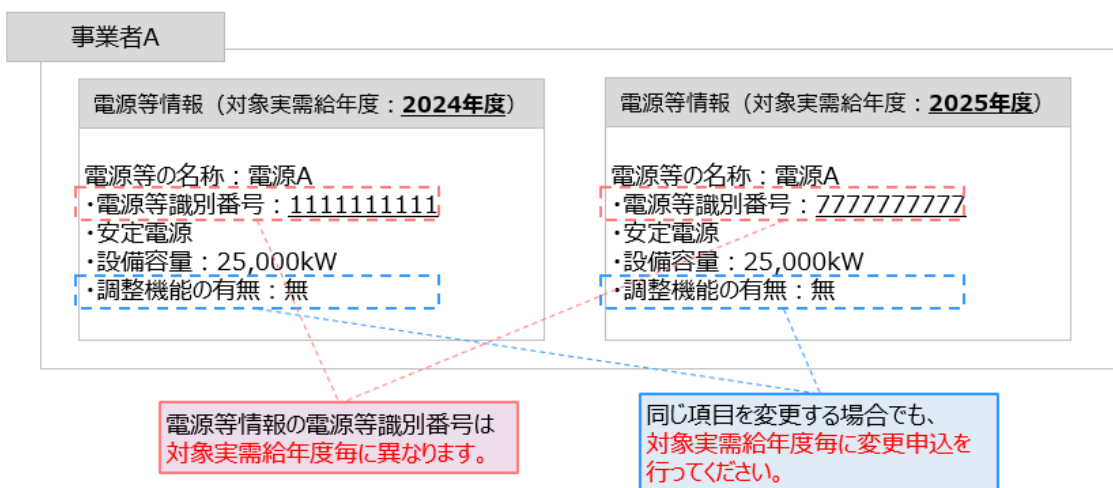 事業者A
電源等情報（対象実需給年度：2024年度）
電源等の名称：電源A
・電源等識別番号：1111111111
・安定電源
・設備容量：25,000kW
・調整機能の有無：無
電源等情報（対象実需給年度：2025年度）
電源等の名称：電源A
・電源等識別番号：7777777777
・安定電源
・設備容量：25,000kW
・調整機能の有無：無
電源等情報の電源等識別番号は
対象実需給年度毎に異なります。
同じ項目を変更する場合でも、
対象実需給年度毎に変更申込を
行ってください。